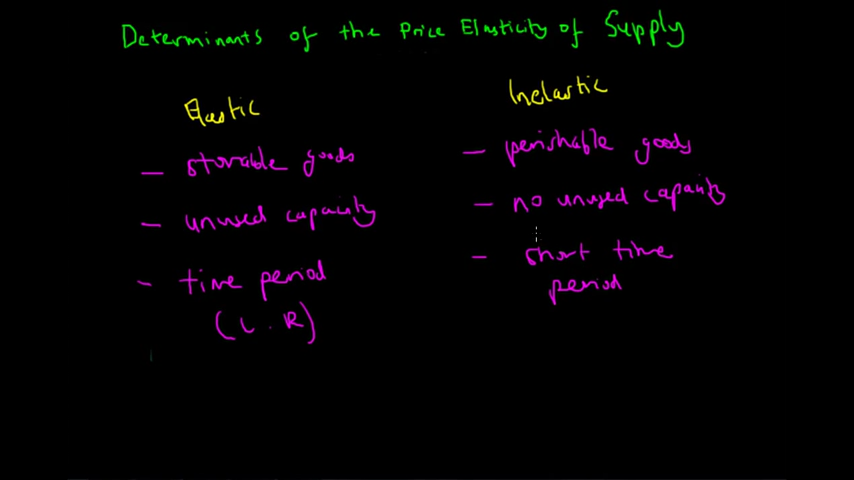 Determinants of the Price Elasticity of Supply
Elastic
- storable goods
- unused capacity
- time period
(L.R)
Inelastic
- perishable goods
- no unused capacity
- short time
period